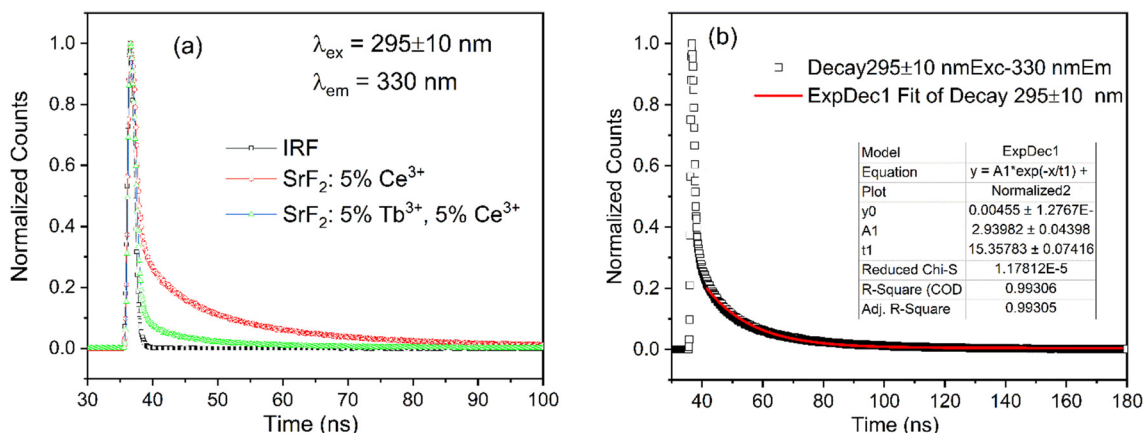 (a)
λex = 295±10 nm
λem = 330 nm
IRF
SrF2: 5% Ce3+
SrF2: 5% Tb3+, 5% Ce3+
Normalized Counts
1.0
0.8
0.6
0.4
0.2
0.0
30 40 50 60 70 80 90 100
Time (ns)
(b)
Decay295±10 nmExc-330 nmEm
ExpDec1 Fit of Decay 295±10 nm
Model ExpDec1
Equation y = A1*exp(-x/t1) +
Plot Normalized2
y0 0.00455 ± 1.2767E-
A1 2.93982 ± 0.04398
t1 15.35783 ± 0.07416
Reduced Chi-S 1.17812E-5
R-Square (COD 0.99306
Adj. R-Square 0.99305
Normalized Counts
1.0
0.8
0.6
0.4
0.2
0.0
40 60 80 100 120 140 160 180
Time (ns)